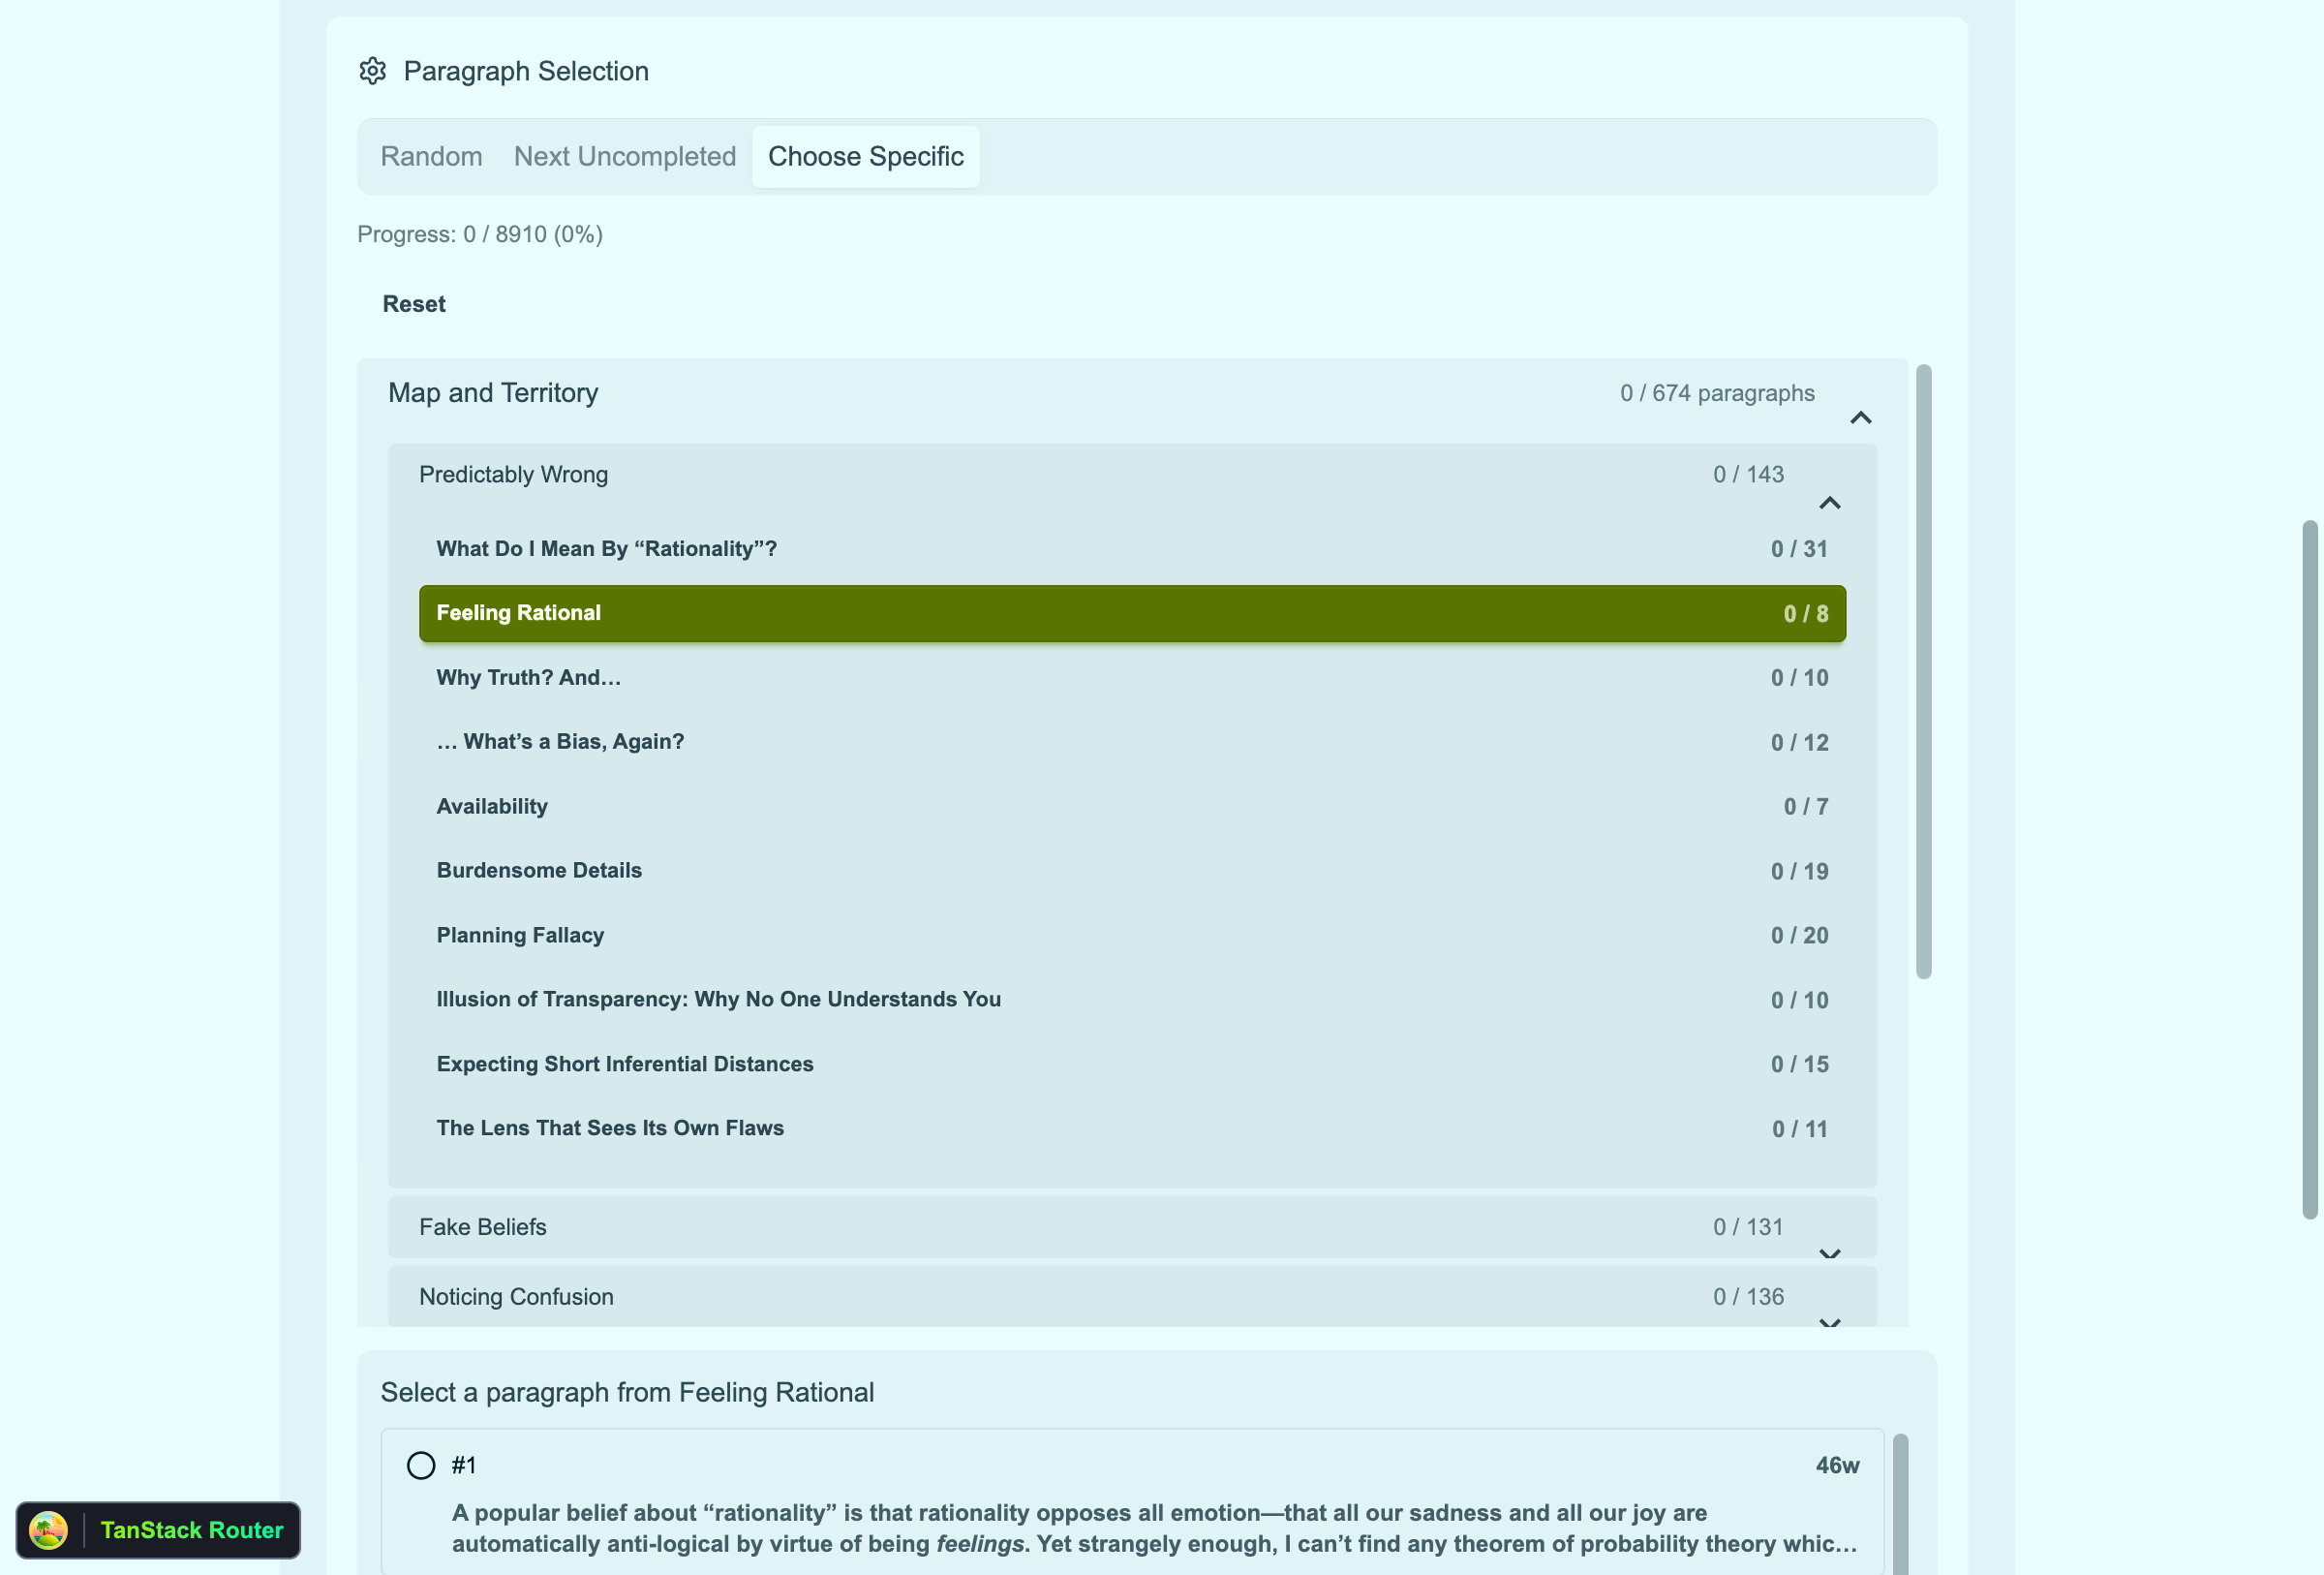 Paragraph Selection
Random Next Uncompleted Choose Specific
Progress: 0 / 8910 (0%)
Reset
Map and Territory 0 / 674 paragraphs
Predictably Wrong 0 / 143
What Do I Mean By “Rationality”? 0 / 31
Feeling Rational 0 / 8
Why Truth? And… 0 / 10
… What’s a Bias, Again? 0 / 12
Availability 0 / 7
Burdensome Details 0 / 19
Planning Fallacy 0 / 20
Illusion of Transparency: Why No One Understands You 0 / 10
Expecting Short Inferential Distances 0 / 15
The Lens That Sees Its Own Flaws 0 / 11
Fake Beliefs 0 / 131
Noticing Confusion 0 / 136
Select a paragraph from Feeling Rational
#1 46w
A popular belief about “rationality” is that rationality opposes all emotion—that all our sadness and all our joy are
automatically anti-logical by virtue of being feelings. Yet strangely enough, I can’t find any theorem of probability theory whic…
TanStack Router